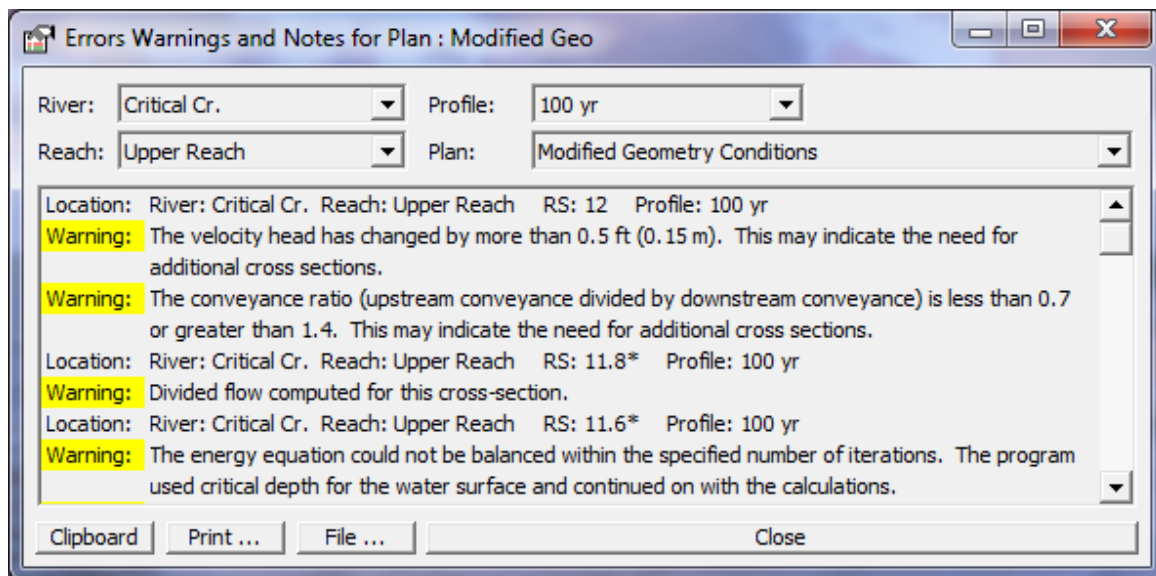 Errors Warnings and Notes for Plan : Modified Geo
River: Critical Cr. Profile: 100 yr
Reach: Upper Reach Plan: Modified Geometry Conditions
Location: River: Critical Cr. Reach: Upper Reach RS: 12 Profile: 100 yr
Warning: The velocity head has changed by more than 0.5 ft (0.15 m). This may indicate the need for
additional cross sections.
Warning: The conveyance ratio (upstream conveyance divided by downstream conveyance) is less than 0.7
or greater than 1.4. This may indicate the need for additional cross sections.
Location: River: Critical Cr. Reach: Upper Reach RS: 11.8* Profile: 100 yr
Warning: Divided flow computed for this cross-section.
Location: River: Critical Cr. Reach: Upper Reach RS: 11.6* Profile: 100 yr
Warning: The energy equation could not be balanced within the specified number of iterations. The program
used critical depth for the water surface and continued on with the calculations.
Clipboard Print ... File ... Close